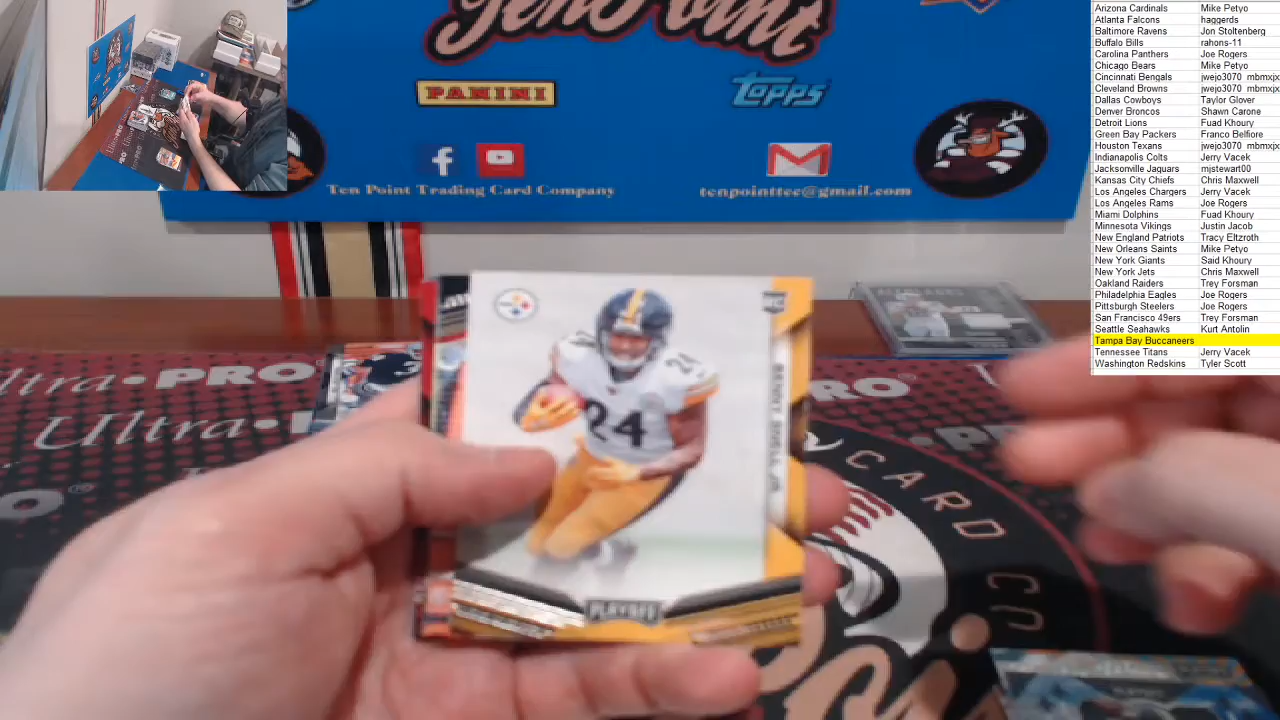 TenPoint
PANINI
Topps
Ten Point Trading Card Company
tenpointtcc@gmail.com
Arizona Cardinals Mike Petyo
Atlanta Falcons haggerds
Baltimore Ravens Jon Stoltenberg
Buffalo Bills rahons-11
Carolina Panthers Joe Rogers
Chicago Bears Mike Petyo
Cincinnati Bengals jwejo3070 mbmxjx
Cleveland Browns jwejo3070 mbmxjx
Dallas Cowboys Taylor Glover
Denver Broncos Shawn Carone
Detroit Lions Fuad Khoury
Green Bay Packers Franco Belfiore
Houston Texans jwejo3070 mbmxjx
Indianapolis Colts Jerry Vacek
Jacksonville Jaguars mjstewart00
Kansas City Chiefs Chris Maxwell
Los Angeles Chargers Jerry Vacek
Los Angeles Rams Joe Rogers
Miami Dolphins Fuad Khoury
Minnesota Vikings Justin Jacob
New England Patriots Tracy Eltzroth
New Orleans Saints Mike Petyo
New York Giants Said Khoury
New York Jets Chris Maxwell
Oakland Raiders Trey Forsman
Philadelphia Eagles Joe Rogers
Pittsburgh Steelers Joe Rogers
San Francisco 49ers Trey Forsman
Seattle Seahawks Kurt Antolin
Tampa Bay Buccaneers
Tennessee Titans Jerry Vacek
Washington Redskins Tyler Scott
24
24
BENNY SNELL JR.
PLAYOFF
Ultra·PRO
Ultra·
CARD
CO